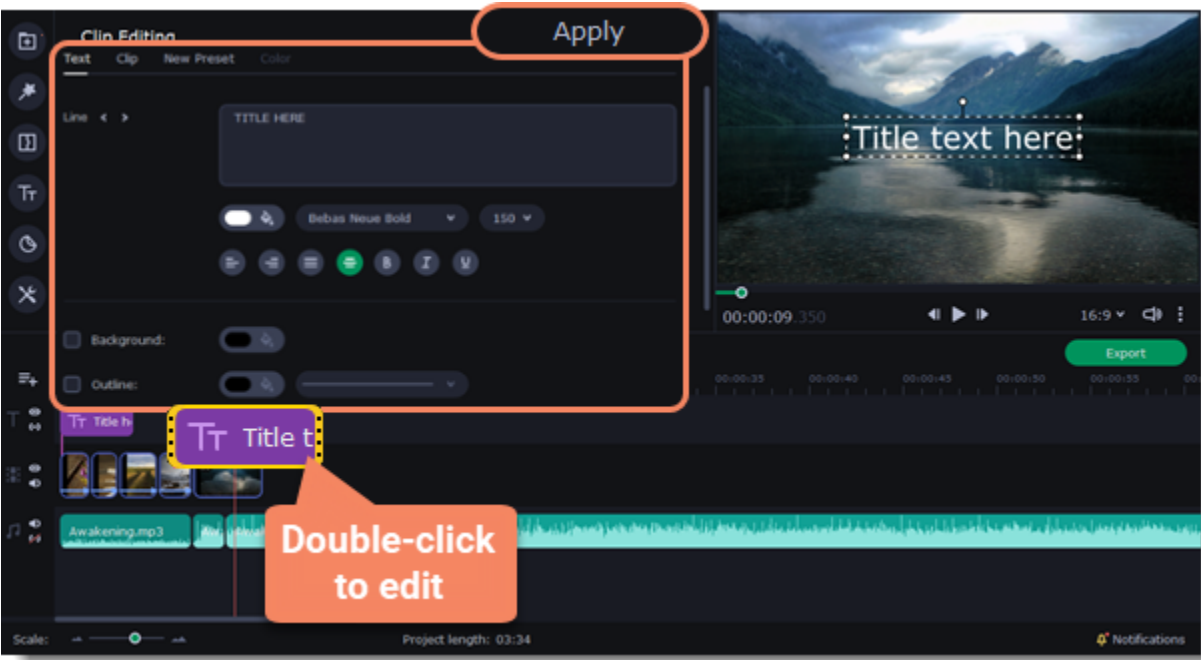 Clip Editing
Apply
Text Clip New Preset Color
Line
TITLE HERE
Title text here
Bebas Neue Bold 150
B I U
00:00:09.350
16:9
Background:
Export
Outline:
00:00:35 00:00:40 00:00:45 00:00:50 00:00:55 00
Title h
Title t
Awakening.mp3
Double-click
to edit
Scale:
Project length: 03:34
Notifications